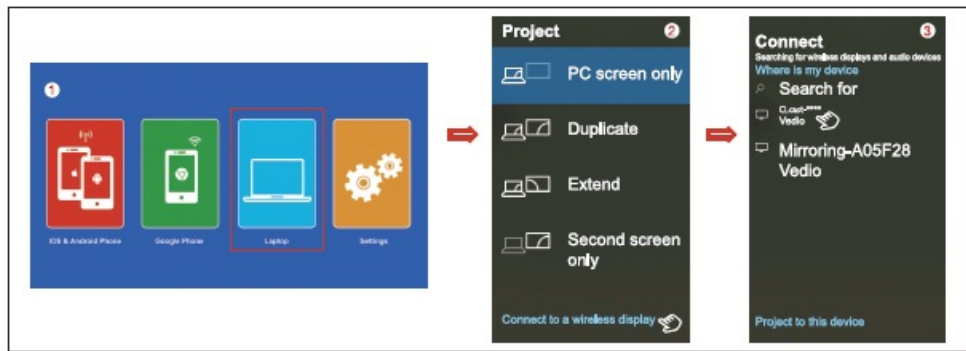 1
IOS & Android Phone
Google Phone
Laptop
Settings
Project
2
PC screen only
Duplicate
Extend
Second screen
only
Connect to a wireless display
3
Connect
Searching for wireless displays and audio devices
Where is my device
Search for
Vedio
Mirroring-A05F28
Vedio
Project to this device